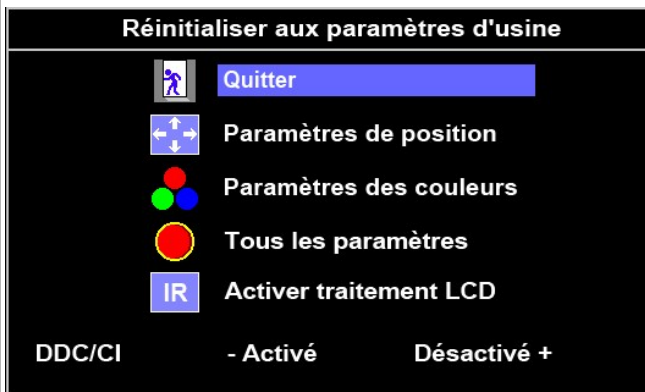 Réinitialiser aux paramètres d'usine
Quitter
Paramètres de position
Paramètres des couleurs
Tous les paramètres
IR Activer traitement LCD
DDC/CI - Activé Désactivé +